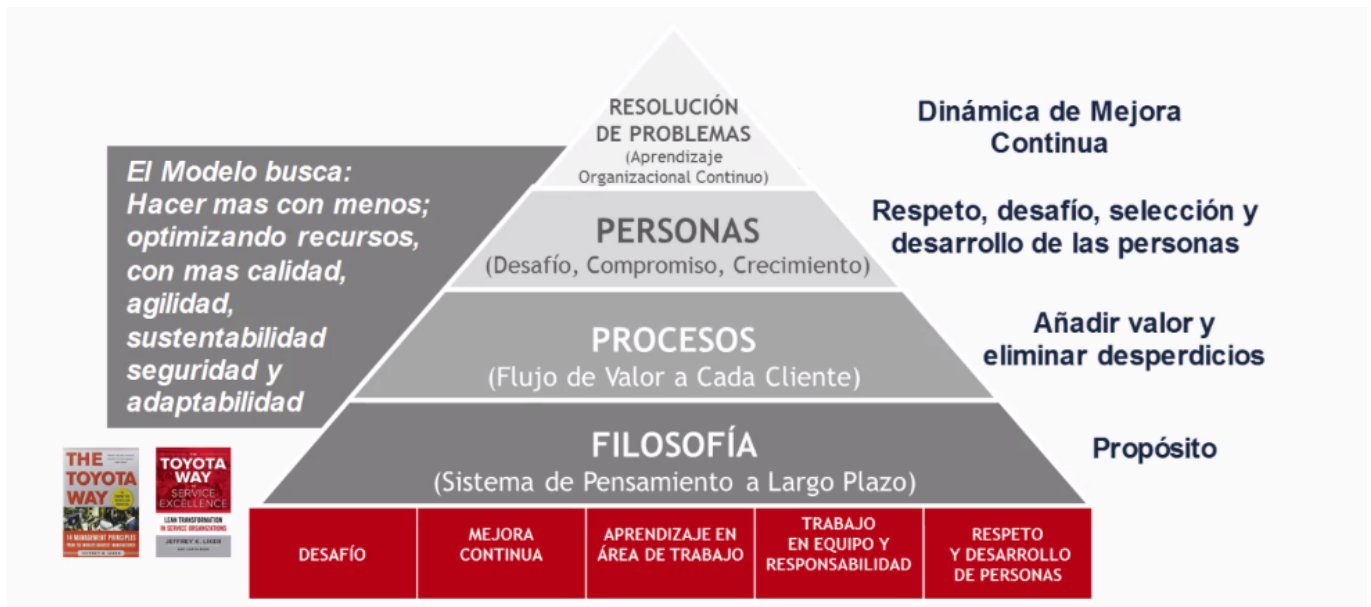 El Modelo busca:
Hacer mas con menos;
optimizando recursos,
con mas calidad,
agilidad,
sustentabilidad
seguridad y
adaptabilidad
RESOLUCIÓN
DE PROBLEMAS
(Aprendizaje
Organizacional Continuo)
Dinámica de Mejora
Continua
PERSONAS
(Desafío, Compromiso, Crecimiento)
Respeto, desafío, selección y
desarrollo de las personas
PROCESOS
(Flujo de Valor a Cada Cliente)
Añadir valor y
eliminar desperdicios
FILOSOFÍA
(Sistema de Pensamiento a Largo Plazo)
Propósito
THE
TOYOTA
WAY
14 MANAGEMENT PRINCIPLES
JEFFREY K. LIKER
THE
TOYOTA
WAY
TO
SERVICE
EXCELLENCE
LEAN TRANSFORMATION
IN SERVICE ORGANIZATIONS
JEFFREY K. LIKER
DESAFÍO
MEJORA
CONTINUA
APRENDIZAJE EN
ÁREA DE TRABAJO
TRABAJO
EN EQUIPO Y
RESPONSABILIDAD
RESPETO
Y DESARROLLO
DE PERSONAS